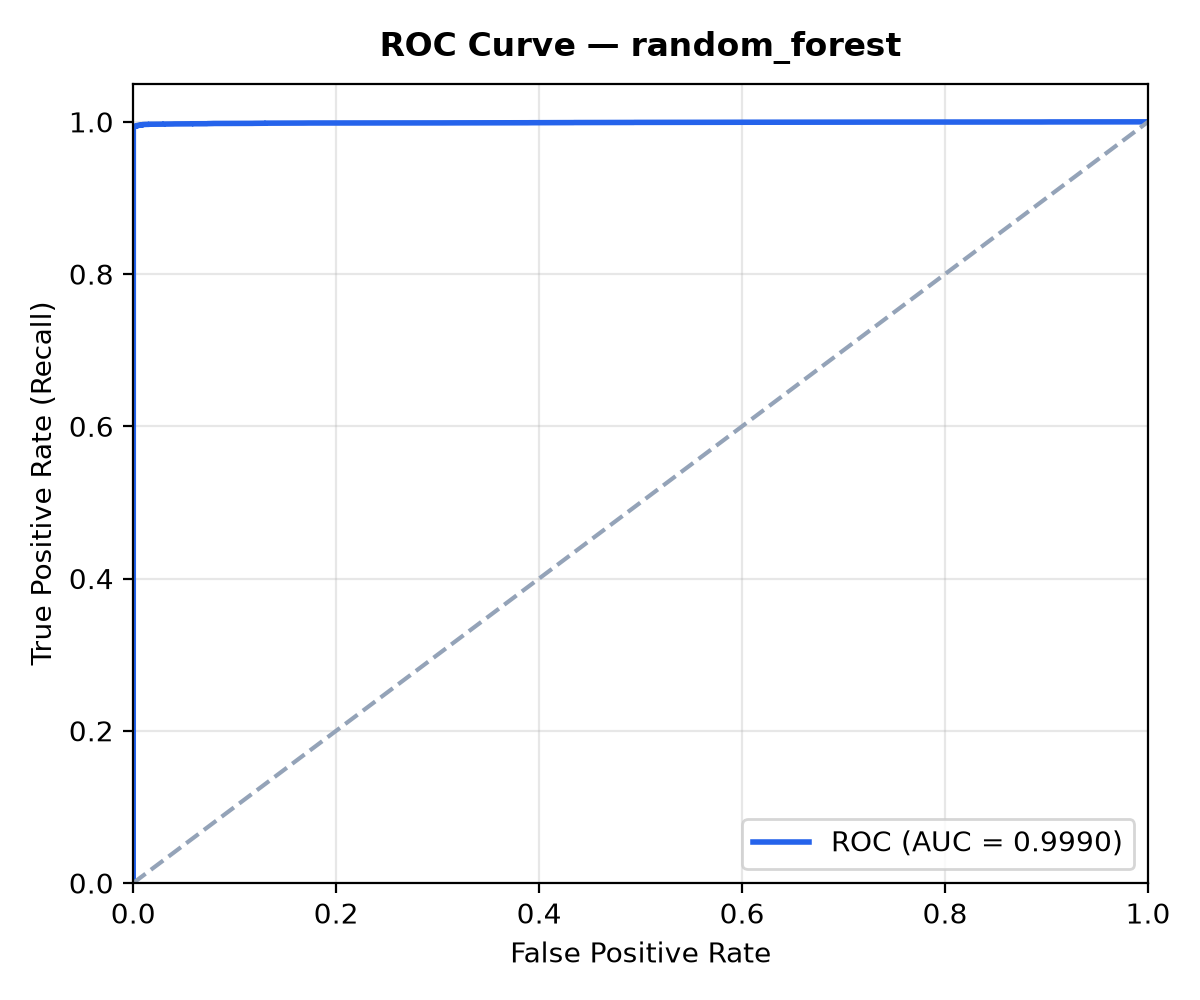 ROC Curve — random_forest
True Positive Rate (Recall)
1.0
0.8
0.6
0.4
0.2
0.0
ROC (AUC = 0.9990)
0.0 0.2 0.4 0.6 0.8 1.0
False Positive Rate